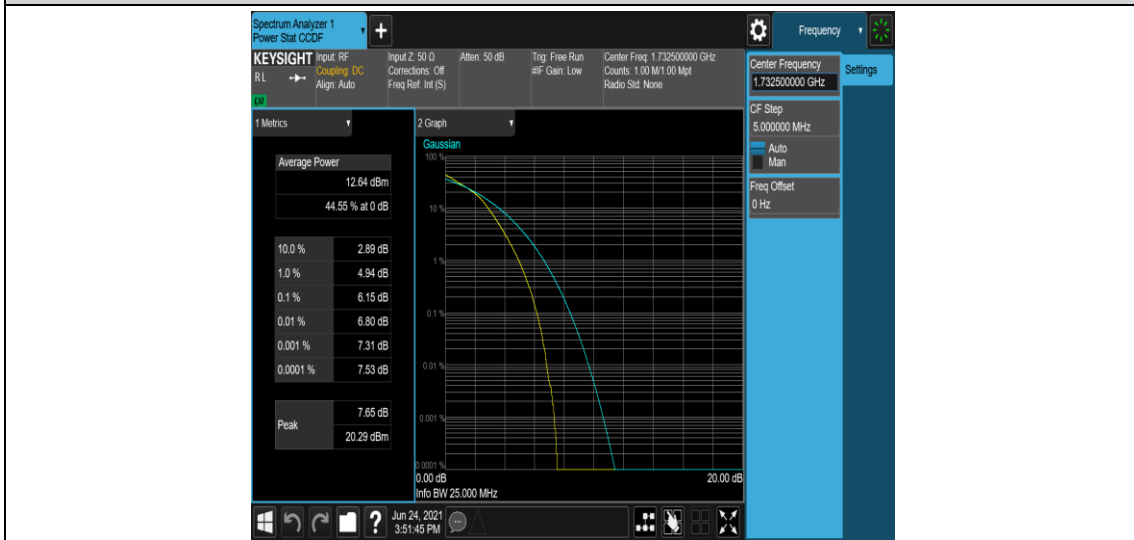 Spectrum Analyzer 1
Power Stat CCDF
+
Frequency
KEYSIGHT
RL
LXI
Input: RF
Coupling: DC
Align: Auto
Input Z: 50 Ω
Corrections: Off
Freq Ref: Int (S)
Atten: 50 dB
Trig: Free Run
#IF Gain: Low
Center Freq: 1.732500000 GHz
Counts: 1.00 M/1.00 Mpt
Radio Std: None
Center Frequency
1.732500000 GHz
Settings
CF Step
5.000000 MHz
Auto
Man
Freq Offset
0 Hz
1 Metrics
Average Power
12.64 dBm
44.55 % at 0 dB
10.0 % 2.89 dB
1.0 % 4.94 dB
0.1 % 6.15 dB
0.01 % 6.80 dB
0.001 % 7.31 dB
0.0001 % 7.53 dB
Peak
7.65 dB
20.29 dBm
2 Graph
Gaussian
100 %
10 %
1 %
0.1 %
0.01 %
0.001 %
0.0001 %
0.00 dB 20.00 dB
Info BW 25.000 MHz
?
Jun 24, 2021
3:51:45 PM